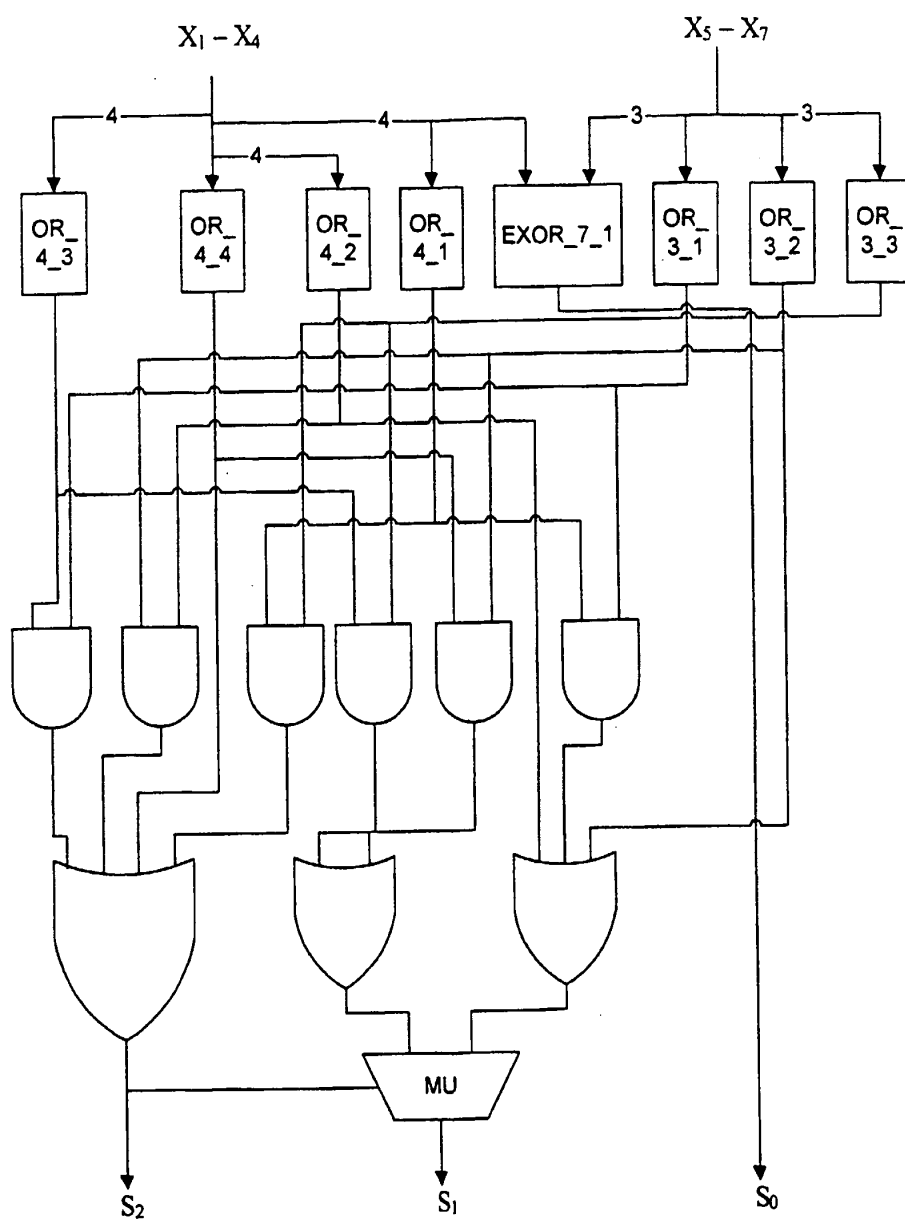 X₁ – X₄
X₅ – X₇
4
4
4
3
3
OR_
4_3
OR_
4_4
OR_
4_2
OR_
4_1
EXOR_7_1
OR_
3_1
OR_
3_2
OR_
3_3
MU
S₂
S₁
S₀